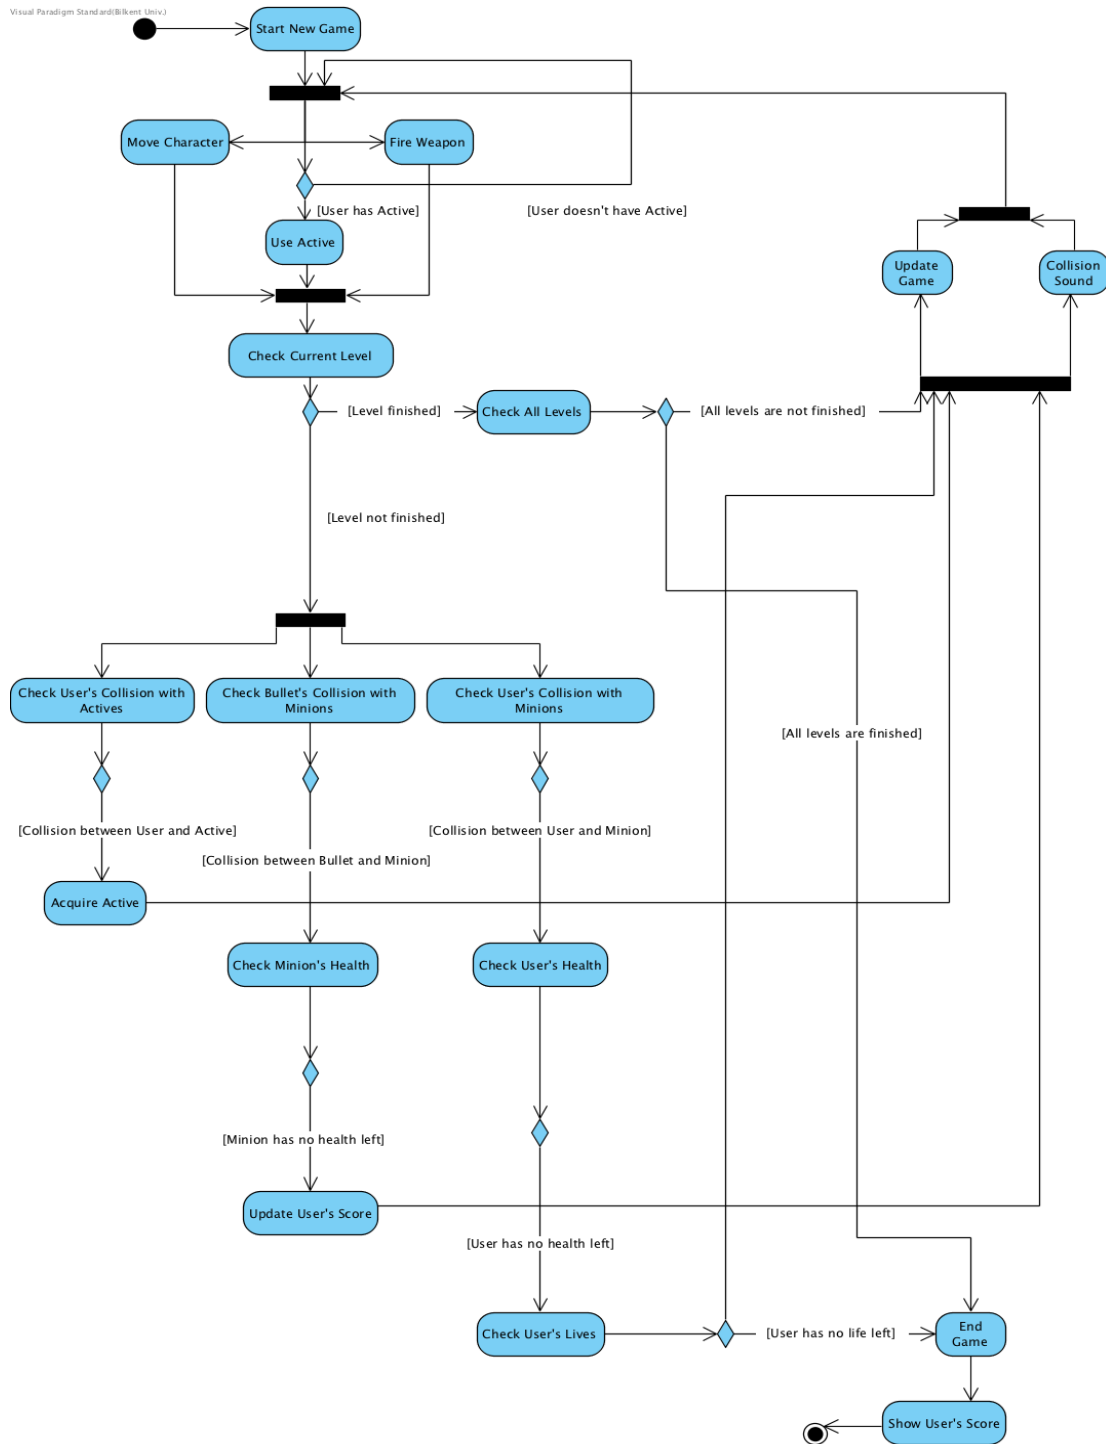 Visual Paradigm Standard(Bilkent Univ.)
Start New Game
Move Character
Fire Weapon
[User has Active]
[User doesn't have Active]
Use Active
Update
Game
Collision
Sound
Check Current Level
[Level finished]
Check All Levels
[All levels are not finished]
[Level not finished]
Check User's Collision with
Actives
Check Bullet's Collision with
Minions
Check User's Collision with
Minions
[All levels are finished]
[Collision between User and Active]
[Collision between Bullet and Minion]
[Collision between User and Minion]
Acquire Active
Check Minion's Health
Check User's Health
[Minion has no health left]
Update User's Score
[User has no health left]
Check User's Lives
[User has no life left]
End
Game
Show User's Score